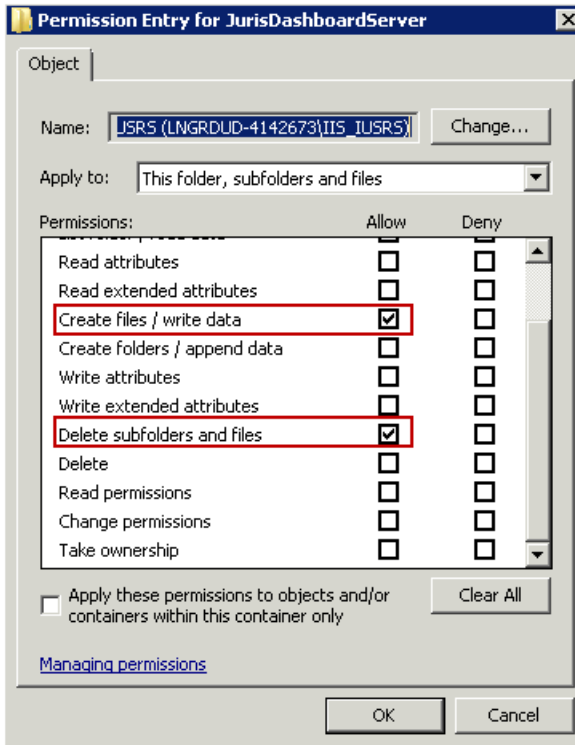 Permission Entry for JurisDashboardServer
Object
Name: JSRS (LNGRDUD-4142673\IIS_IUSRS) Change...
Apply to: This folder, subfolders and files
Permissions: Allow Deny
Read attributes
Read extended attributes
Create files / write data
Create folders / append data
Write attributes
Write extended attributes
Delete subfolders and files
Delete
Read permissions
Change permissions
Take ownership
Apply these permissions to objects and/or Clear All
containers within this container only
Managing permissions
OK Cancel